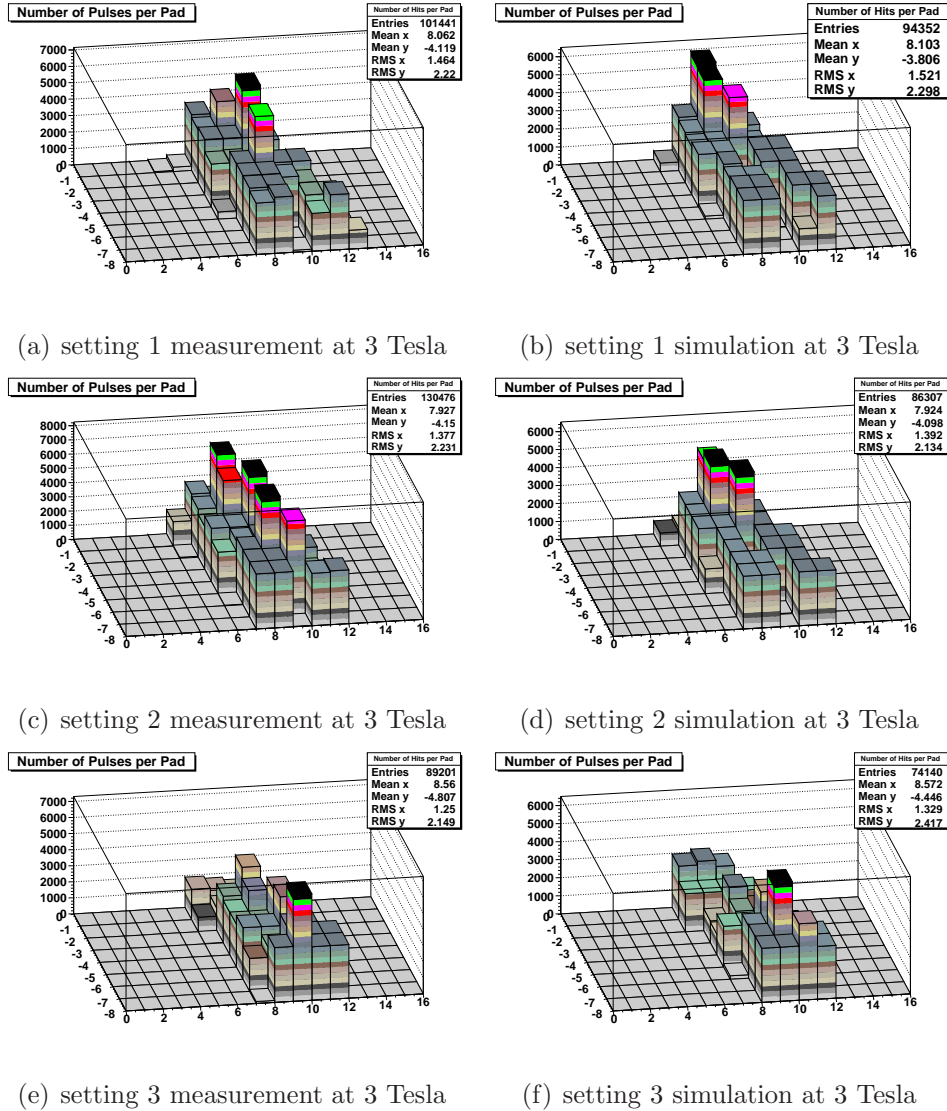 Number of Pulses per Pad
Number of Hits per Pad
Entries 101441
Mean x 8.062
Mean y -4.119
RMS x 1.464
RMS y 2.22
7000
6000
5000
4000
3000
2000
1000
0
-1
-2
-3
-4
-5
-6
-7
-8
0 2 4 6 8 10 12 14 16
(a) setting 1 measurement at 3 Tesla
Number of Pulses per Pad
Number of Hits per Pad
Entries 94352
Mean x 8.103
Mean y -3.806
RMS x 1.521
RMS y 2.298
6000
5000
4000
3000
2000
1000
0
-1
-2
-3
-4
-5
-6
-7
-8
0 2 4 6 8 10 12 14 16
(b) setting 1 simulation at 3 Tesla
Number of Pulses per Pad
Number of Hits per Pad
Entries 130476
Mean x 7.927
Mean y -4.15
RMS x 1.377
RMS y 2.231
8000
7000
6000
5000
4000
3000
2000
1000
0
-1
-2
-3
-4
-5
-6
-7
-8
0 2 4 6 8 10 12 14 16
(c) setting 2 measurement at 3 Tesla
Number of Pulses per Pad
Number of Hits per Pad
Entries 86307
Mean x 7.924
Mean y -4.098
RMS x 1.392
RMS y 2.134
6000
5000
4000
3000
2000
1000
0
-1
-2
-3
-4
-5
-6
-7
-8
0 2 4 6 8 10 12 14 16
(d) setting 2 simulation at 3 Tesla
Number of Pulses per Pad
Number of Hits per Pad
Entries 89201
Mean x 8.56
Mean y -4.807
RMS x 1.25
RMS y 2.149
7000
6000
5000
4000
3000
2000
1000
0
-1
-2
-3
-4
-5
-6
-7
-8
0 2 4 6 8 10 12 14 16
(e) setting 3 measurement at 3 Tesla
Number of Pulses per Pad
Number of Hits per Pad
Entries 74140
Mean x 8.572
Mean y -4.446
RMS x 1.329
RMS y 2.417
6000
5000
4000
3000
2000
1000
0
-1
-2
-3
-4
-5
-6
-7
-8
0 2 4 6 8 10 12 14 16
(f) setting 3 simulation at 3 Tesla